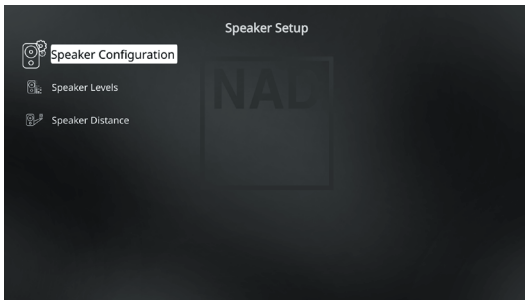 Speaker Setup
Speaker Configuration
Speaker Levels
Speaker Distance
NAD